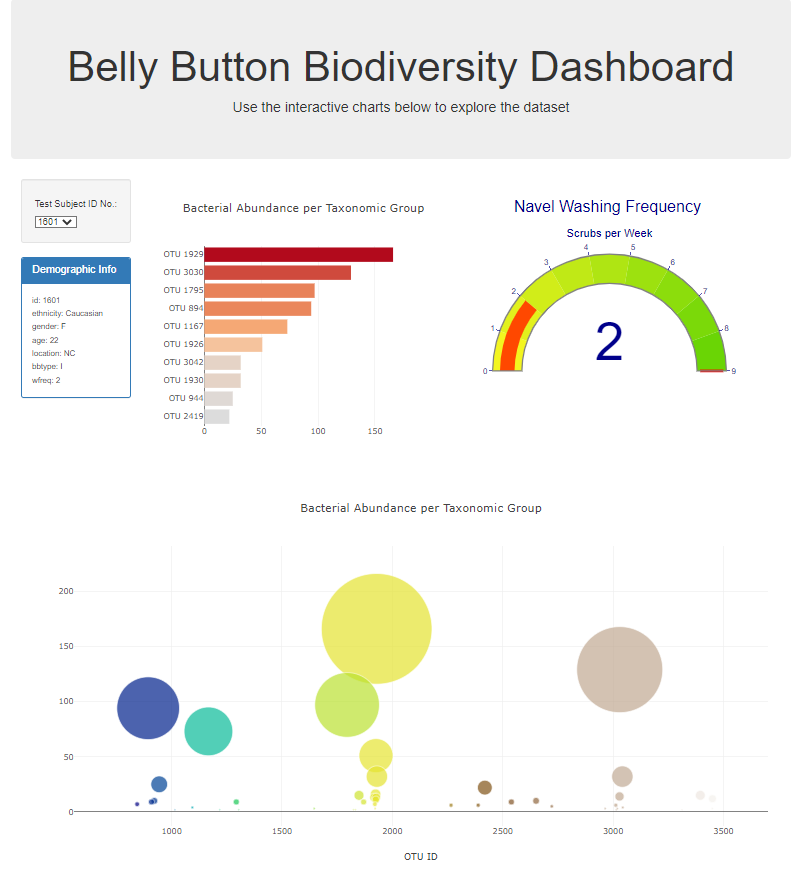 Belly Button Biodiversity Dashboard
Use the interactive charts below to explore the dataset
Test Subject ID No.:
1601
Demographic Info
id: 1601
ethnicity: Caucasian
gender: F
age: 22
location: NC
bbtype: I
wfreq: 2
Bacterial Abundance per Taxonomic Group
OTU 1929
OTU 3030
OTU 1795
OTU 894
OTU 1167
OTU 1926
OTU 3042
OTU 1930
OTU 944
OTU 2419
0 50 100 150
Navel Washing Frequency
Scrubs per Week
0 1 2 3 4 5 6 7 8 9
2
Bacterial Abundance per Taxonomic Group
200
150
100
50
0
1000 1500 2000 2500 3000 3500
OTU ID